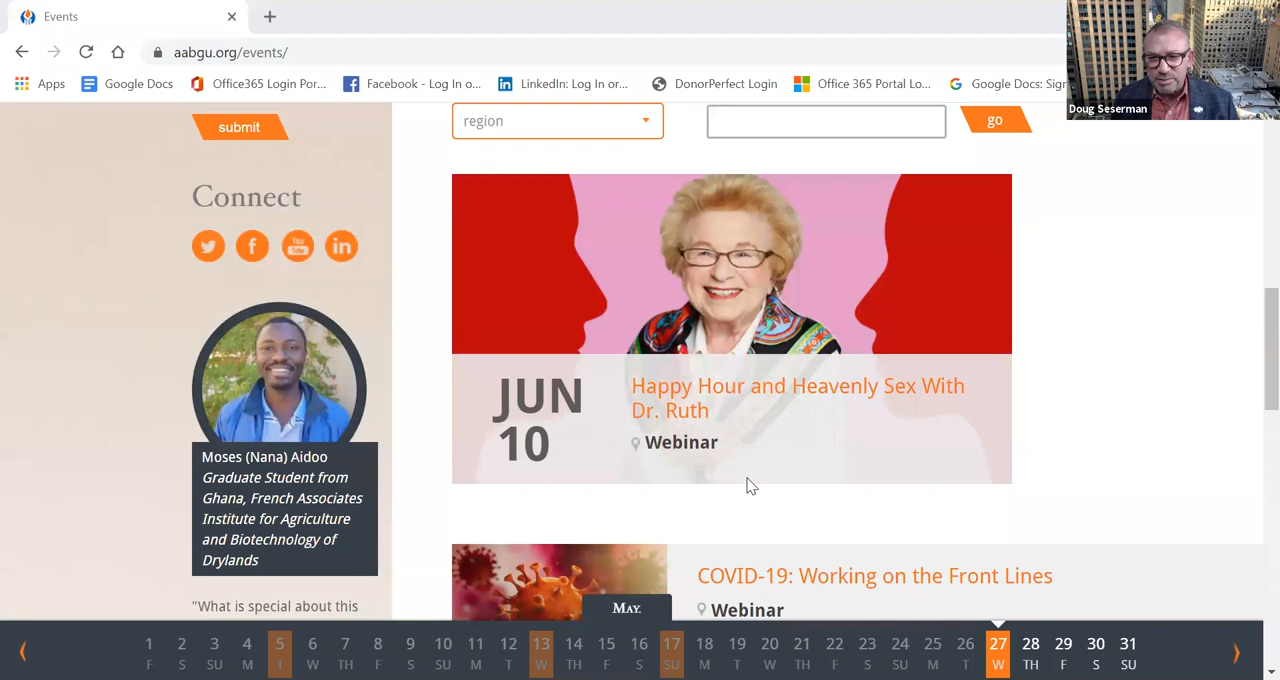 Events
aabgu.org/events/
Apps
Google Docs
Office365 Login Por...
Facebook - Log In o...
LinkedIn: Log In or...
DonorPerfect Login
Office 365 Portal Lo...
Google Docs: Sign
Doug Seserman
submit
region
go
Connect
You
Tube
Moses (Nana) Aidoo
Graduate Student from
Ghana, French Associates
Institute for Agriculture
and Biotechnology of
Drylands
"What is special about this
JUN
10
Happy Hour and Heavenly Sex With
Dr. Ruth
Webinar
COVID-19: Working on the Front Lines
Webinar
MAY.
1 2 3 4 5 6 7 8 9 10 11 12 13 14 15 16 17 18 19 20 21 22 23 24 25 26 27 28 29 30 31
F S SU M T W TH F S SU M T W TH F S SU M T W TH F S SU M T W TH F S SU